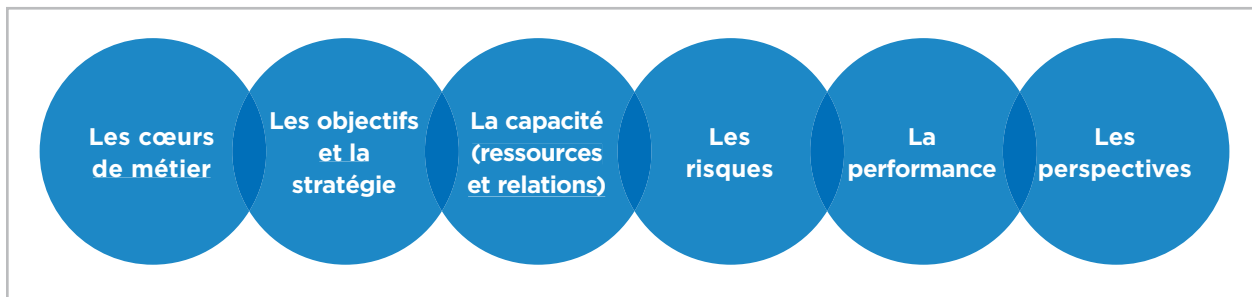 Les cœurs
de métier
Les objectifs
et la
stratégie
La capacité
(ressources
et relations)
Les
risques
La
performance
Les
perspectives